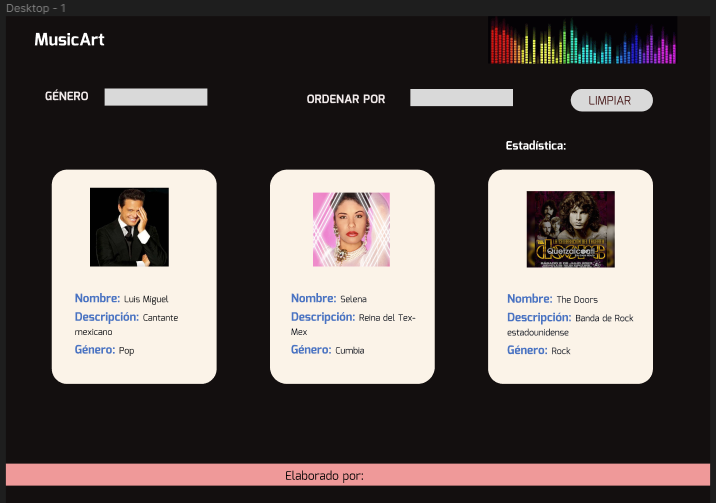 Desktop - 1
MusicArt
GÉNERO
ORDENAR POR
LIMPIAR
Estadística:
Nombre: Luis Miguel
Descripción: Cantante
mexicano
Género: Pop
Nombre: Selena
Descripción: Reina del Tex-
Mex
Género: Cumbia
Nombre: The Doors
Descripción: Banda de Rock
estadounidense
Género: Rock
Elaborado por: